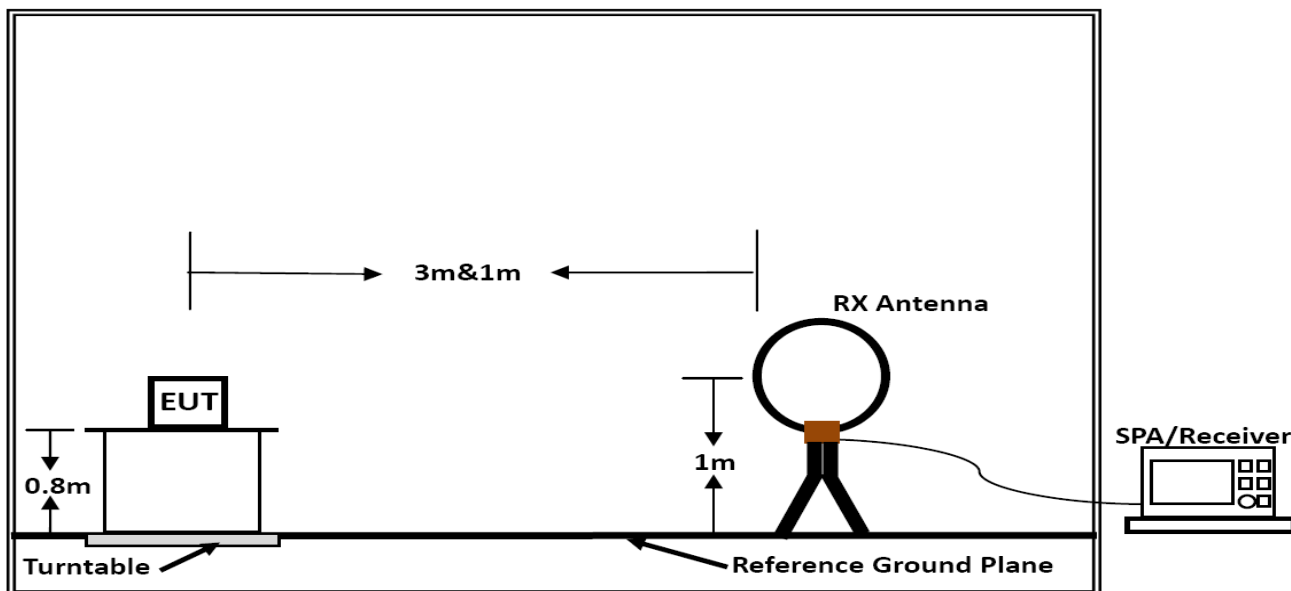 3m&1m
RX Antenna
EUT
SPA/Receiver
1m
0.8m
Turntable
Reference Ground Plane